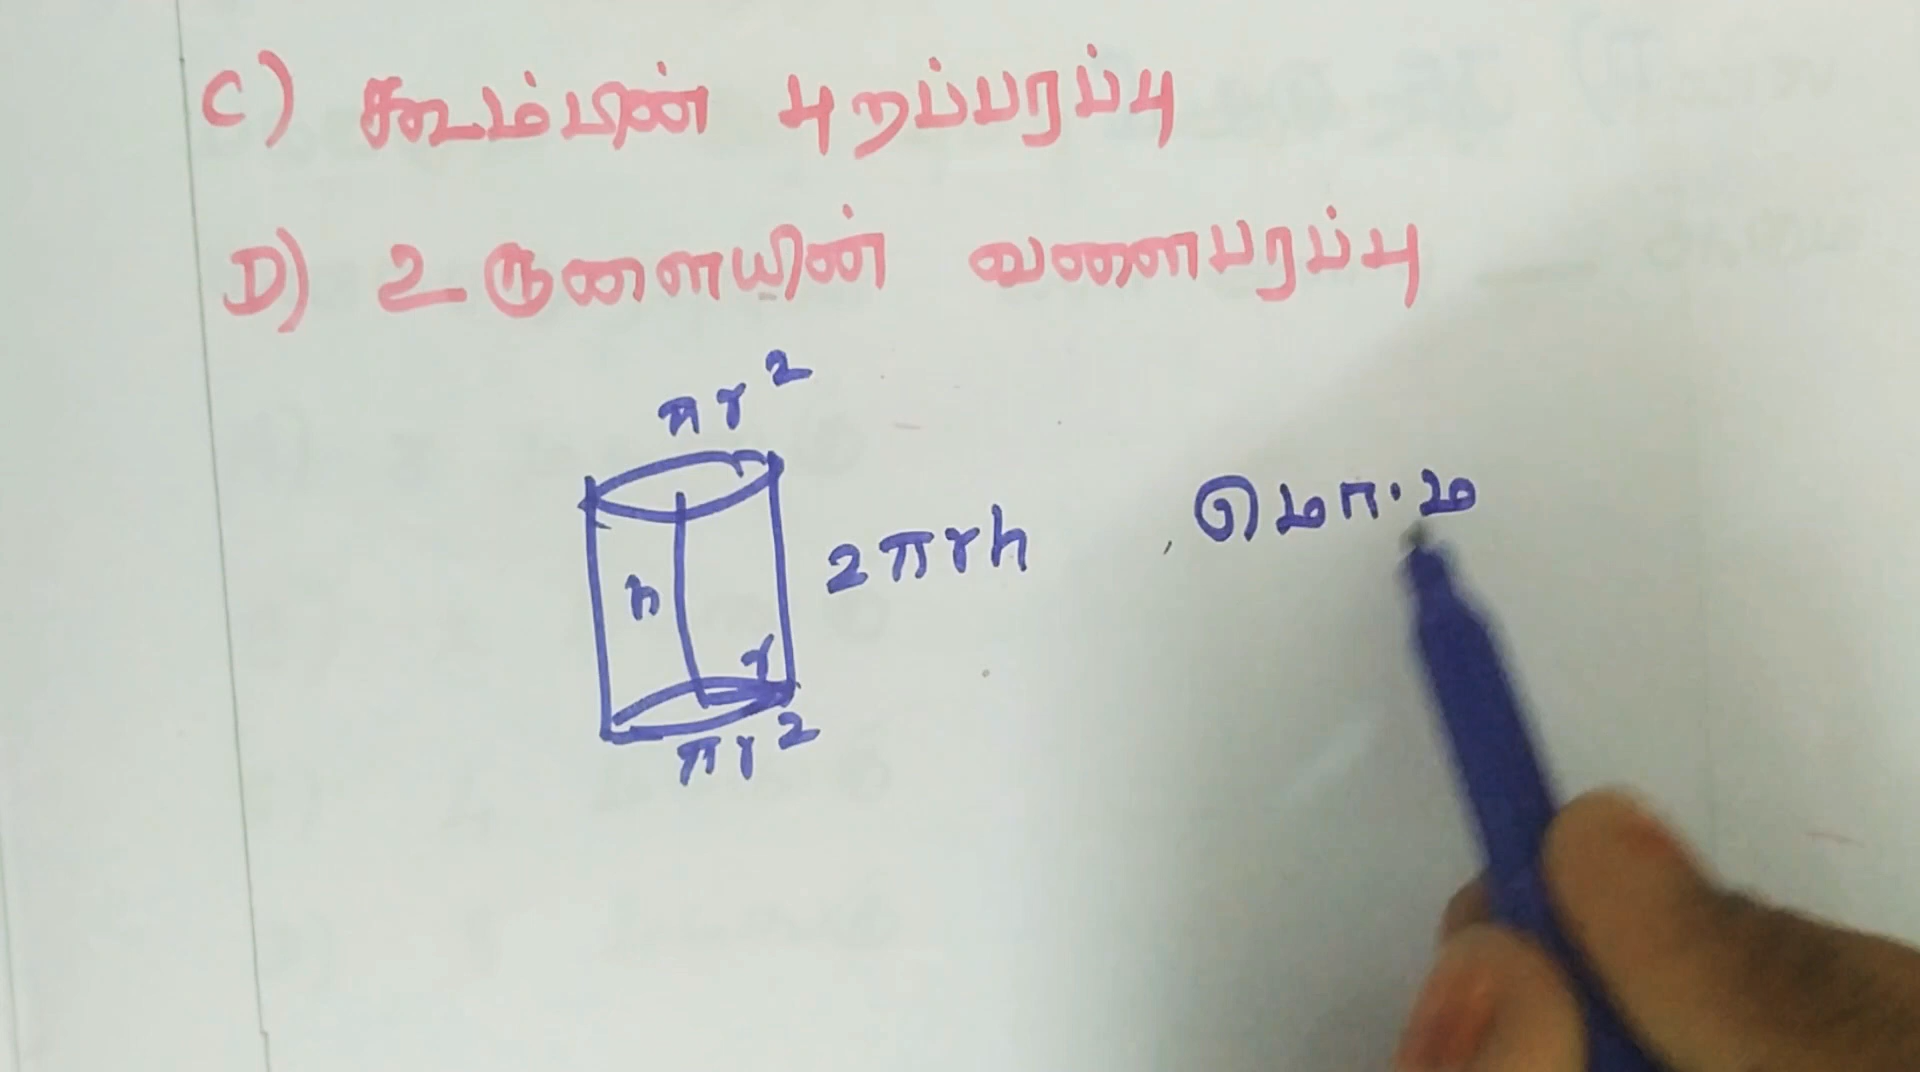 C) கூம்பின் புறப்பரப்பு
D) உருளையின் வளைபரப்பு
πr²
h
2πrh
r
πr²
மொ.ம